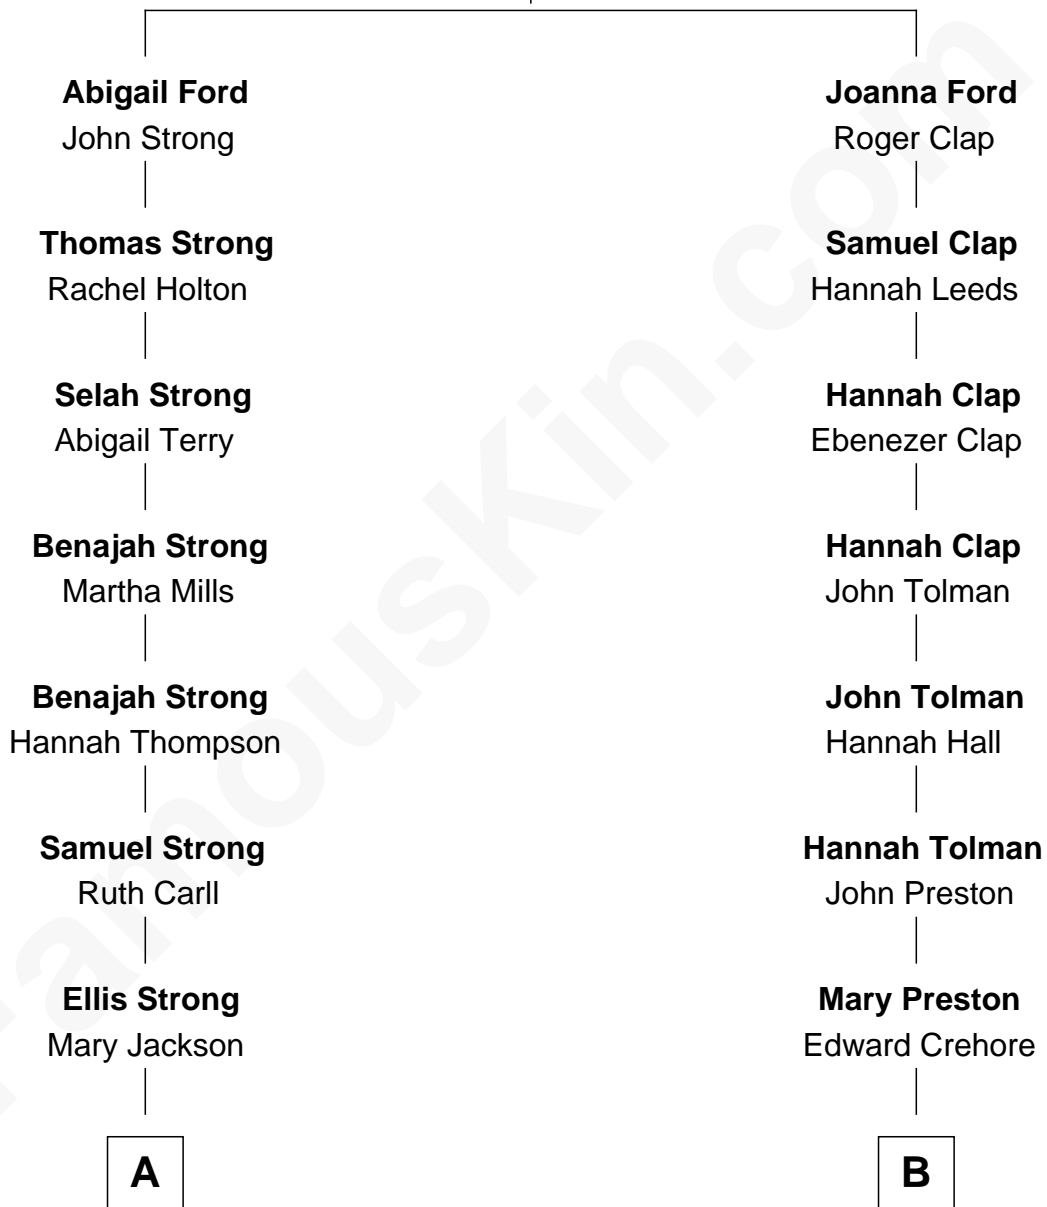 Abigail Ford
John Strong
Thomas Strong
Rachel Holton
Selah Strong
Abigail Terry
Benajah Strong
Martha Mills
Benajah Strong
Hannah Thompson
Samuel Strong
Ruth Carll
Ellis Strong
Mary Jackson
A
Joanna Ford
Roger Clap
Samuel Clap
Hannah Leeds
Hannah Clap
Ebenezer Clap
Hannah Clap
John Tolman
John Tolman
Hannah Hall
Hannah Tolman
John Preston
Mary Preston
Edward Crehore
B
FamousKin.com